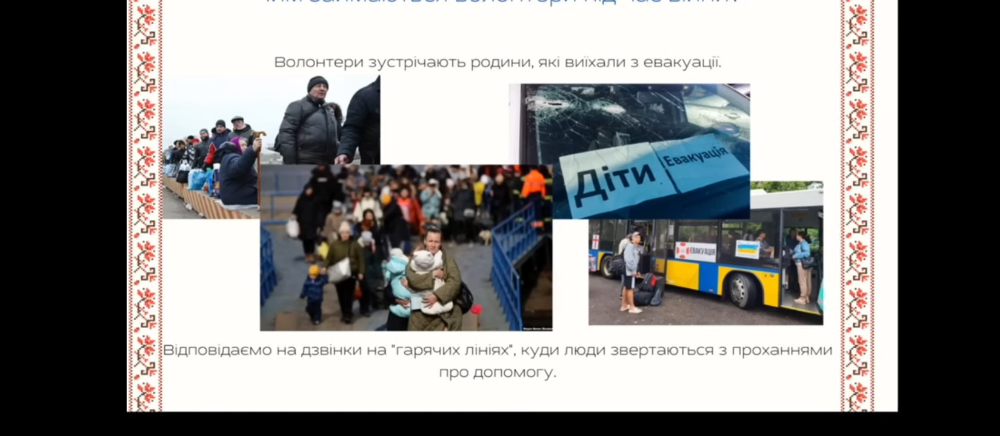 Волонтери зустрічають родини, які виїхали з евакуації.
Діти
Евакуація
ЕВАКУАЦІЯ
Відповідаємо на дзвінки на "гарячих лініях", куди люди звертаються з проханнями
про допомогу.